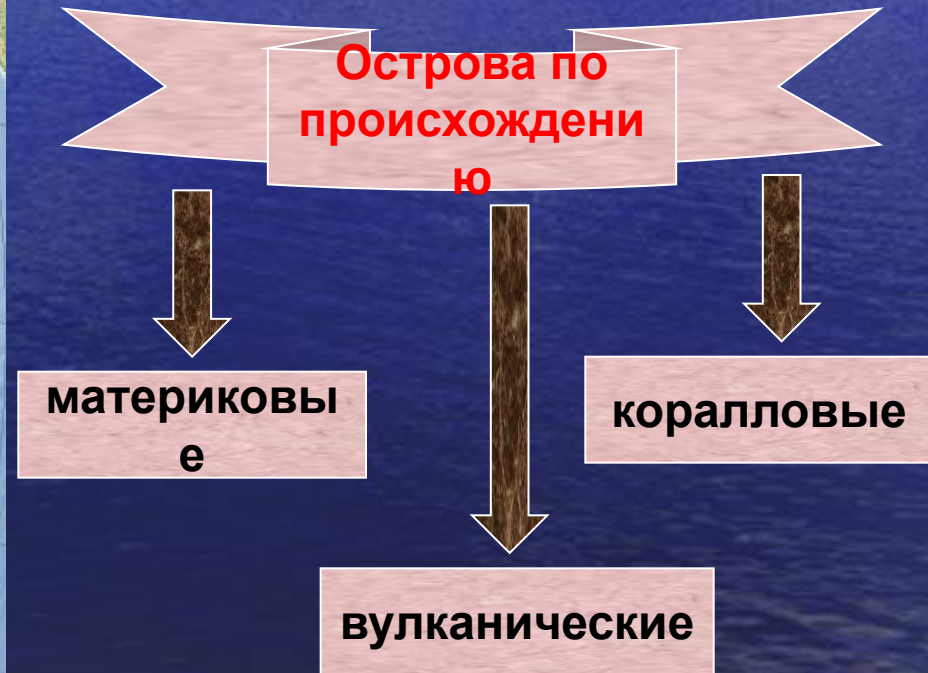 Острова по
происхождени
ю
материковы
е
коралловые
вулканические